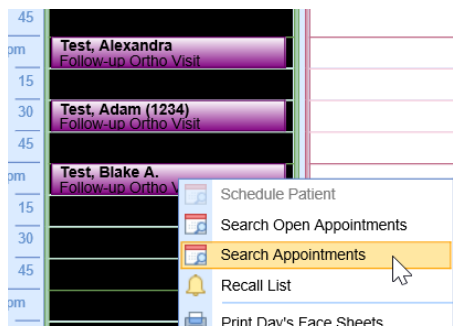 45
pm
Test, Alexandra
Follow-up Ortho Visit
15
30
Test, Adam (1234)
Follow-up Ortho Visit
45
pm
Test, Blake A.
Follow-up Ortho
15
Schedule Patient
30
Search Open Appointments
45
Search Appointments
Recall List
pm
Print Day's Face Sheets